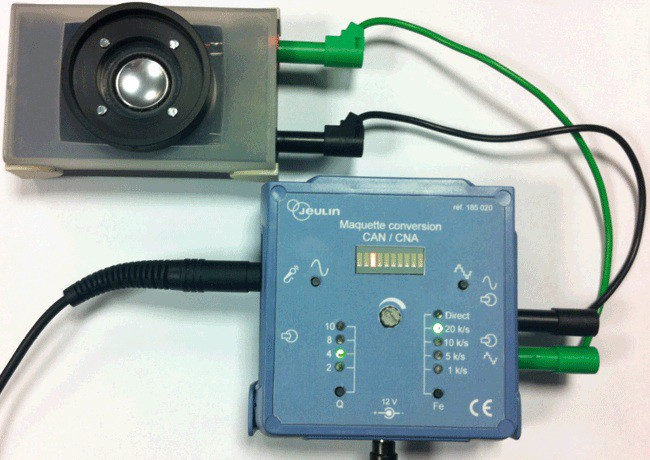 JEULIN
réf. 185 020
Maquette conversion
CAN / CNA
10
8
4
2
Q
Direct
20 k/s
10 k/s
5 k/s
1 k/s
Fe
12 V
CE